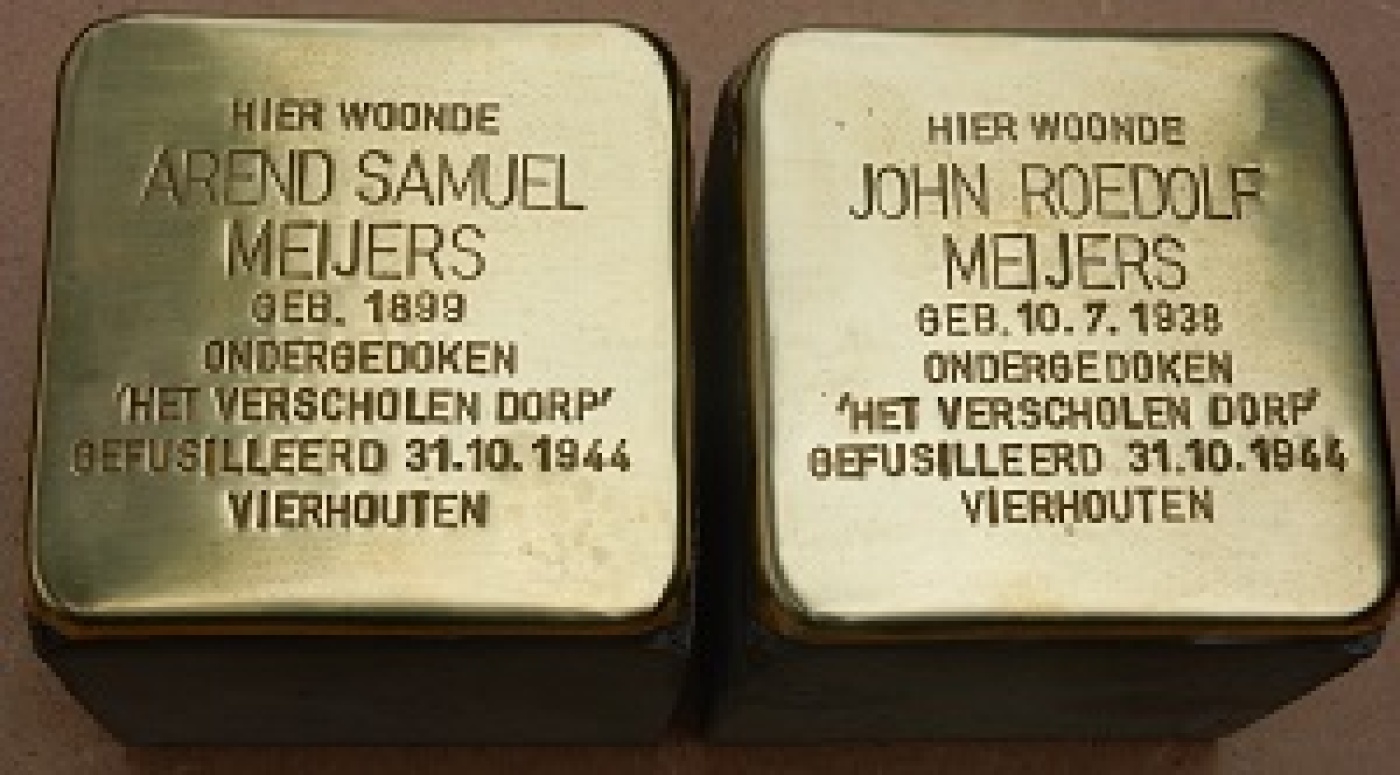 HIER WOONDE
AREND SAMUEL
MEIJERS
GEB. 1899
ONDERGEDOKEN
'HET VERSCHOLEN DORP'
GEFUSILLEERD 31.10.1944
VIERHOUTEN
HIER WOONDE
JOHN ROEDOLF
MEIJERS
GEB. 10.7.1938
ONDERGEDOKEN
'HET VERSCHOLEN DORP'
GEFUSILLEERD 31.10.1944
VIERHOUTEN